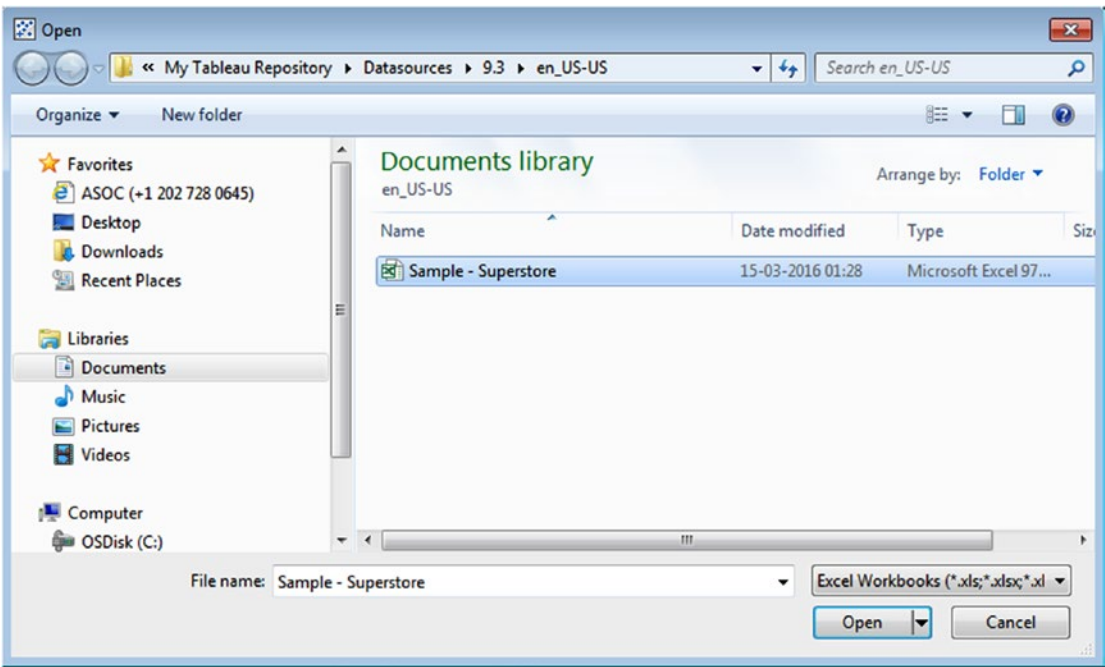 Open
« My Tableau Repository ▸ Datasources ▸ 9.3 ▸ en_US-US
Search en_US-US
Organize ▾ New folder
Favorites
ASOC (+1 202 728 0645)
Desktop
Downloads
Recent Places
Libraries
Documents
Music
Pictures
Videos
Computer
OSDisk (C:)
Documents library
en_US-US
Arrange by: Folder ▾
Name Date modified Type Siz
Sample - Superstore 15-03-2016 01:28 Microsoft Excel 97...
File name: Sample - Superstore
Excel Workbooks (*.xls;*.xlsx;*.xl
Open Cancel